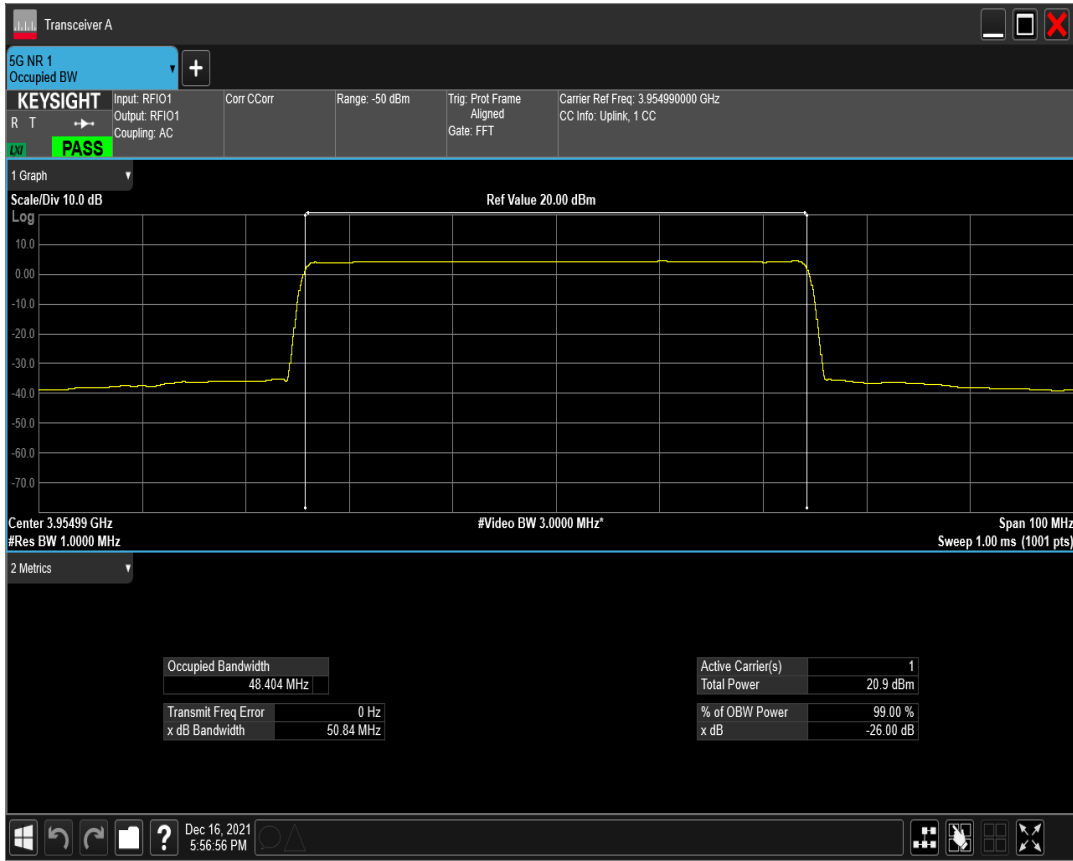 Transceiver A
5G NR 1
Occupied BW
+
KEYSIGHT
R T
LXI
PASS
Input: RFIO1
Output: RFIO1
Coupling: AC
Corr CCorr
Range: -50 dBm
Trig: Prot Frame
Aligned
Gate: FFT
Carrier Ref Freq: 3.954990000 GHz
CC Info: Uplink, 1 CC
1 Graph
Scale/Div 10.0 dB
Ref Value 20.00 dBm
Log
10.0
0.00
-10.0
-20.0
-30.0
-40.0
-50.0
-60.0
-70.0
Center 3.95499 GHz
#Video BW 3.0000 MHz*
Span 100 MHz
#Res BW 1.0000 MHz
Sweep 1.00 ms (1001 pts)
2 Metrics
Occupied Bandwidth
48.404 MHz
Transmit Freq Error 0 Hz
x dB Bandwidth 50.84 MHz
Active Carrier(s) 1
Total Power 20.9 dBm
% of OBW Power 99.00 %
x dB -26.00 dB
?
Dec 16, 2021
5:56:56 PM